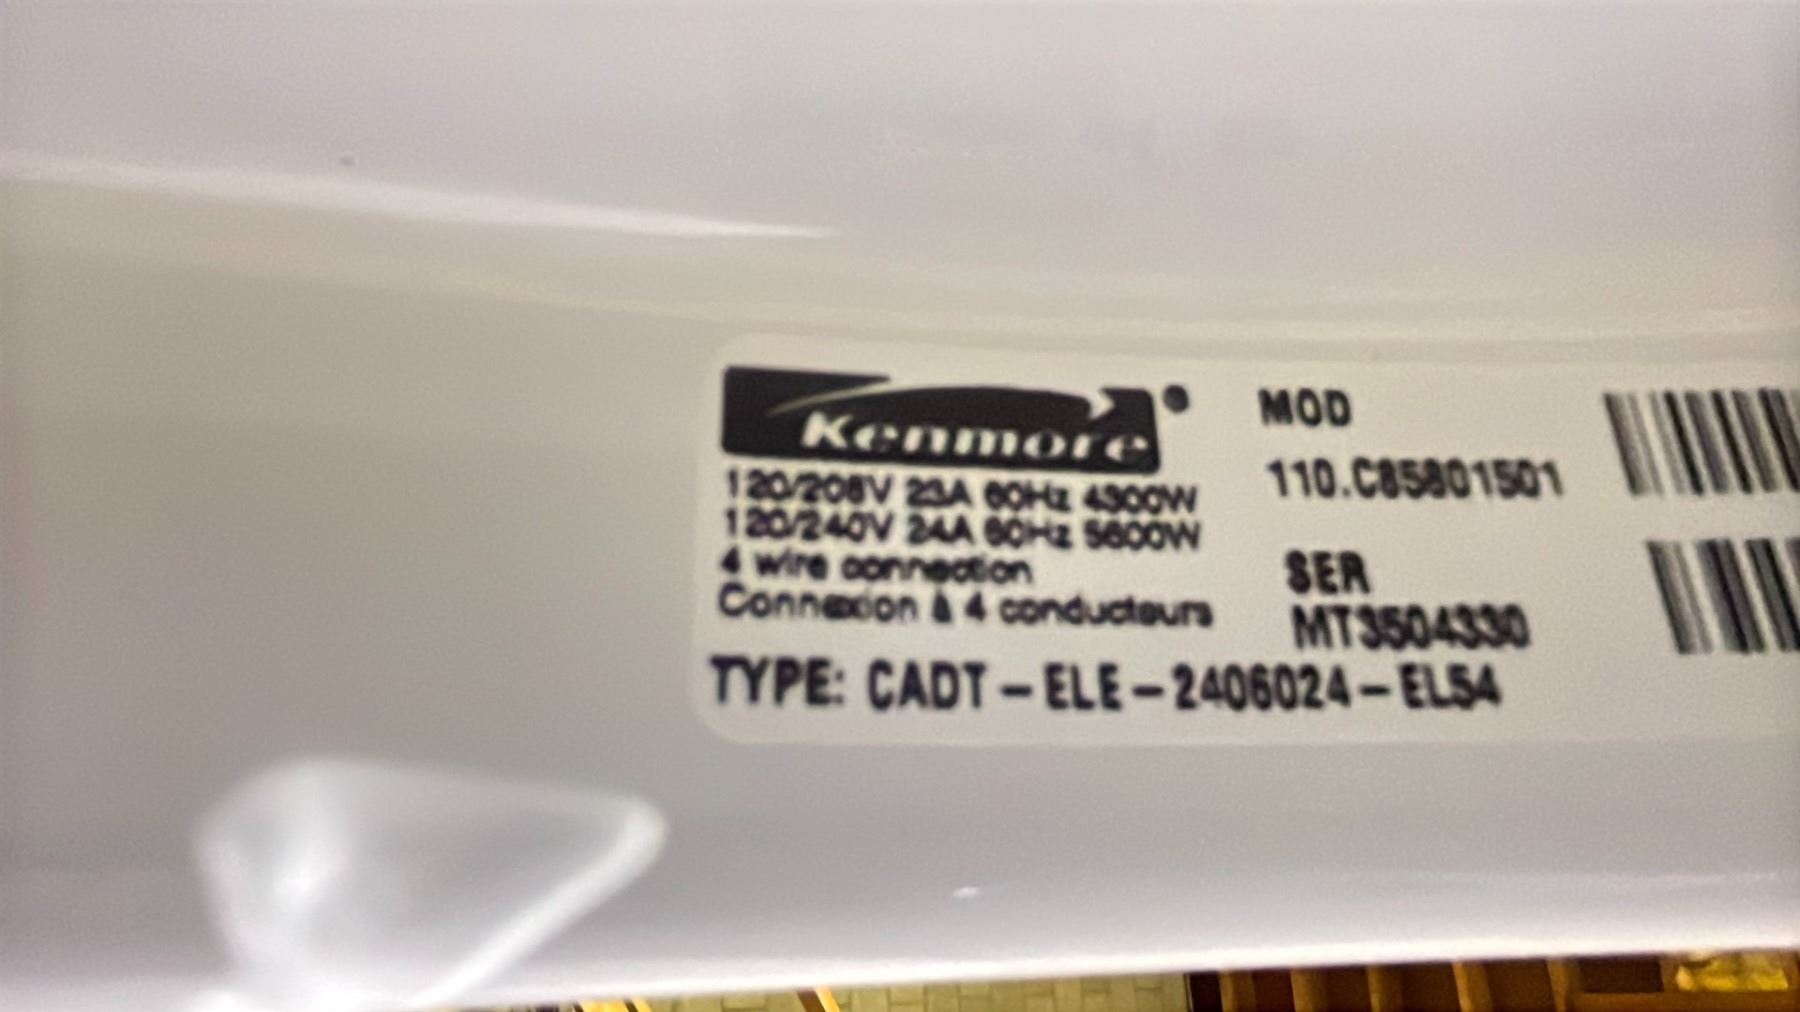 Kenmore
120/208V 23A 60Hz 4300W
120/240V 24A 60Hz 5600W
4 wire connection
Connexion à 4 conducteurs
TYPE: CADT-ELE-2406024-EL54
MOD
110.C85801501
SER
MT3504330